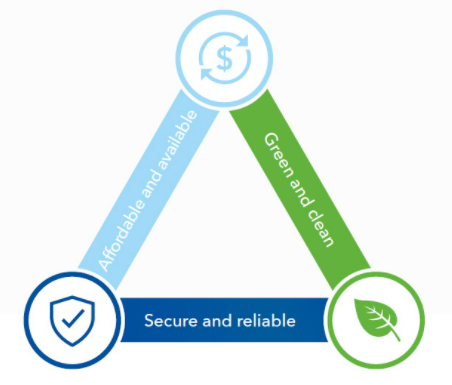 $
Affordable and available
Green and clean
Secure and reliable